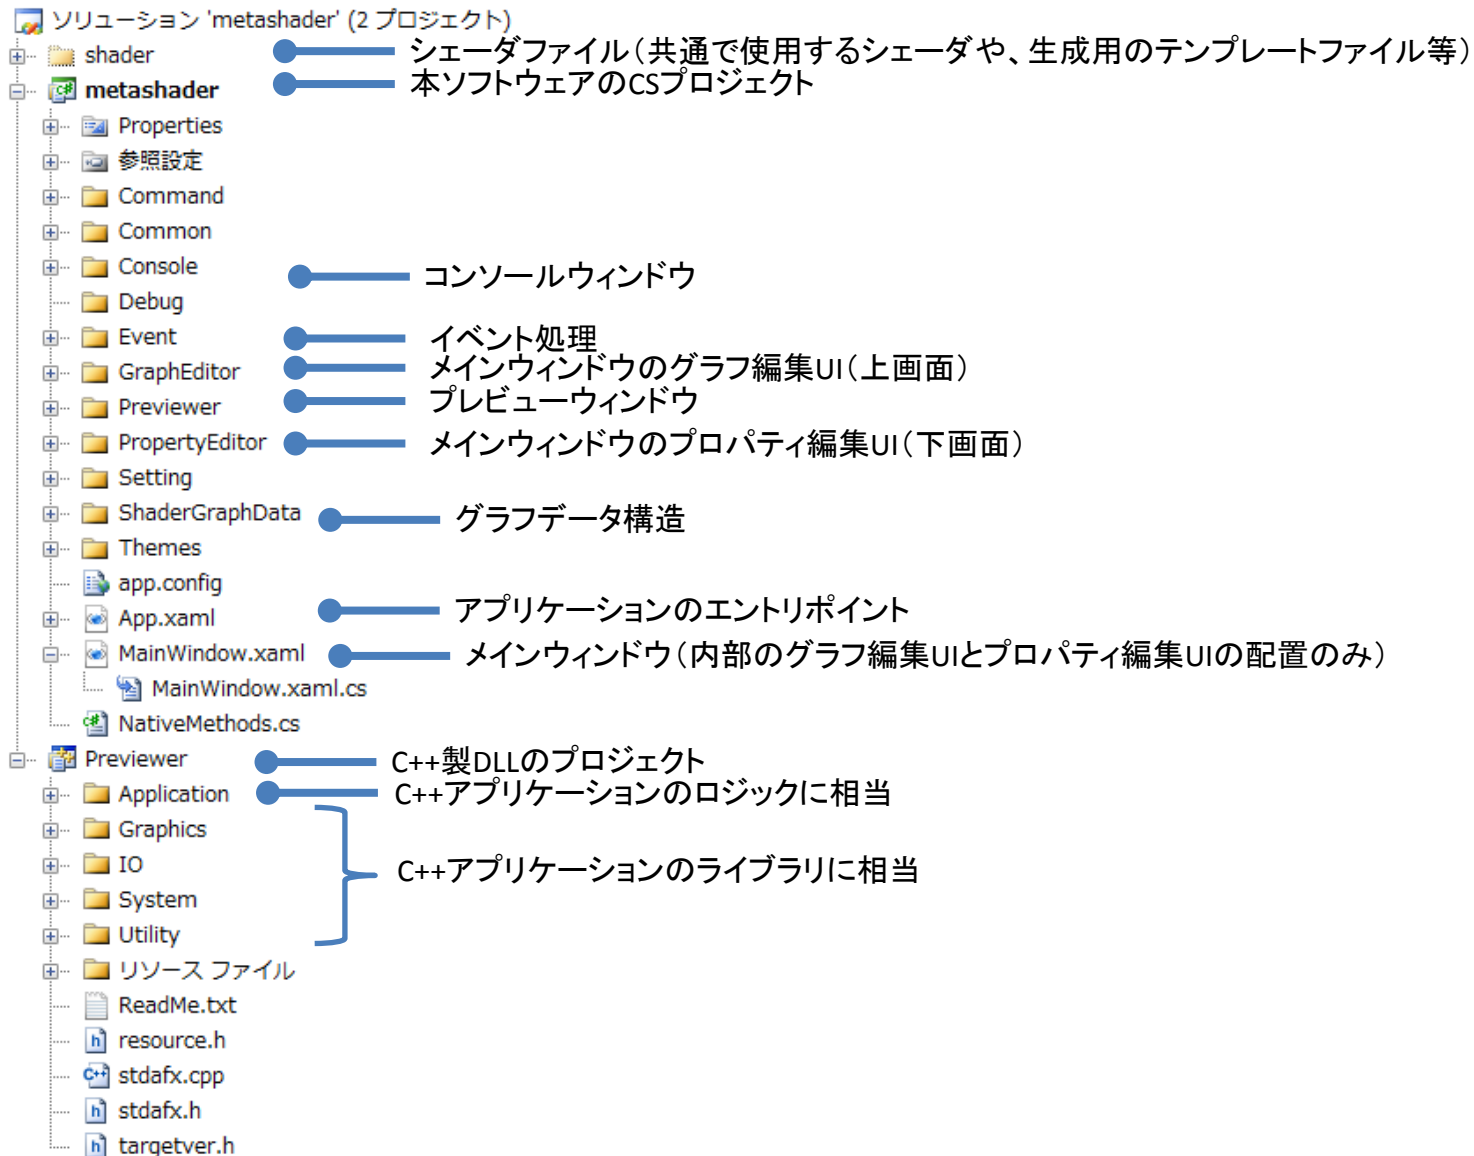 ソリューション 'metashader' (2 プロジェクト)
shader シェーダファイル（共通で使用するシェーダや、生成用のテンプレートファイル等）
metashader 本ソフトウェアのCSプロジェクト
Properties
参照設定
Command
Common
Console コンソールウィンドウ
Debug
Event イベント処理
GraphEditor メインウィンドウのグラフ編集UI（上画面）
Previewer プレビューウィンドウ
PropertyEditor メインウィンドウのプロパティ編集UI（下画面）
Setting
ShaderGraphData グラフデータ構造
Themes
app.config
App.xaml アプリケーションのエントリポイント
MainWindow.xaml メインウィンドウ（内部のグラフ編集UIとプロパティ編集UIの配置のみ）
MainWindow.xaml.cs
NativeMethods.cs
Previewer C++製DLLのプロジェクト
Application C++アプリケーションのロジックに相当
Graphics
IO C++アプリケーションのライブラリに相当
System
Utility
リソース ファイル
ReadMe.txt
resource.h
stdafx.cpp
stdafx.h
targetver.h